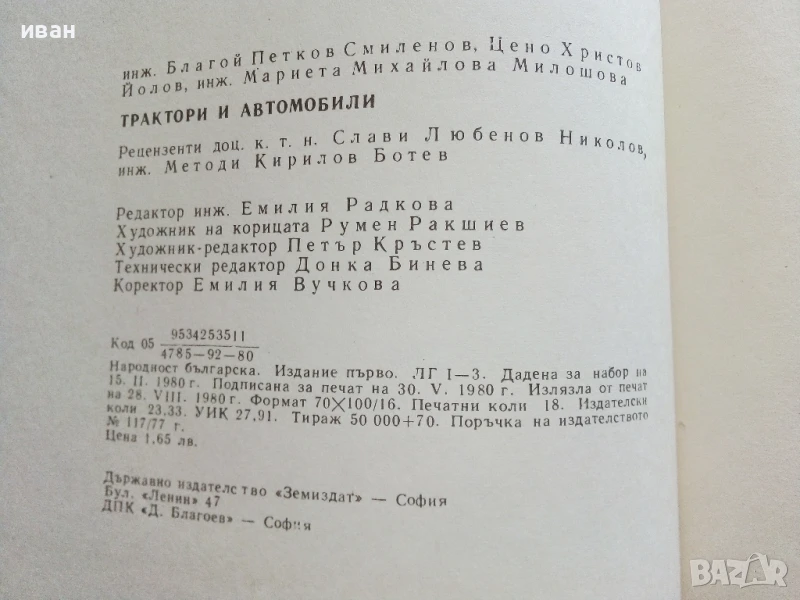 иван
инж. Благой Петков Смиленов, Цено Христов
Йолов, инж. Мариета Михайлова Милошова
ТРАКТОРИ И АВТОМОБИЛИ
Рецензенти доц. к. т. н. Слави Любенов Николов,
инж. Методи Кирилов Ботев
Редактор инж. Емилия Радкова
Художник на корицата Румен Ракшиев
Художник-редактор Петър Кръстев
Технически редактор Донка Бинева
Коректор Емилия Вучкова
9534253511
Код 05
4785—92—80
Народност българска. Издание първо. ЛГ I—3. Дадена за набор на
15. II. 1980 г. Подписана за печат на 30. V. 1980 г. Излязла от печат
на 28. VIII. 1980 г. Формат 70×100/16. Печатни коли 18. Издателски
коли 23,33. УИК 27,91. Тираж 50 000+70. Поръчка на издателството
№ 117/77 г.
Цена 1,65 лв.
Държавно издателство «Земиздат» — София
Бул. «Ленин» 47
ДПК «Д. Благоев» — София
BAZAR